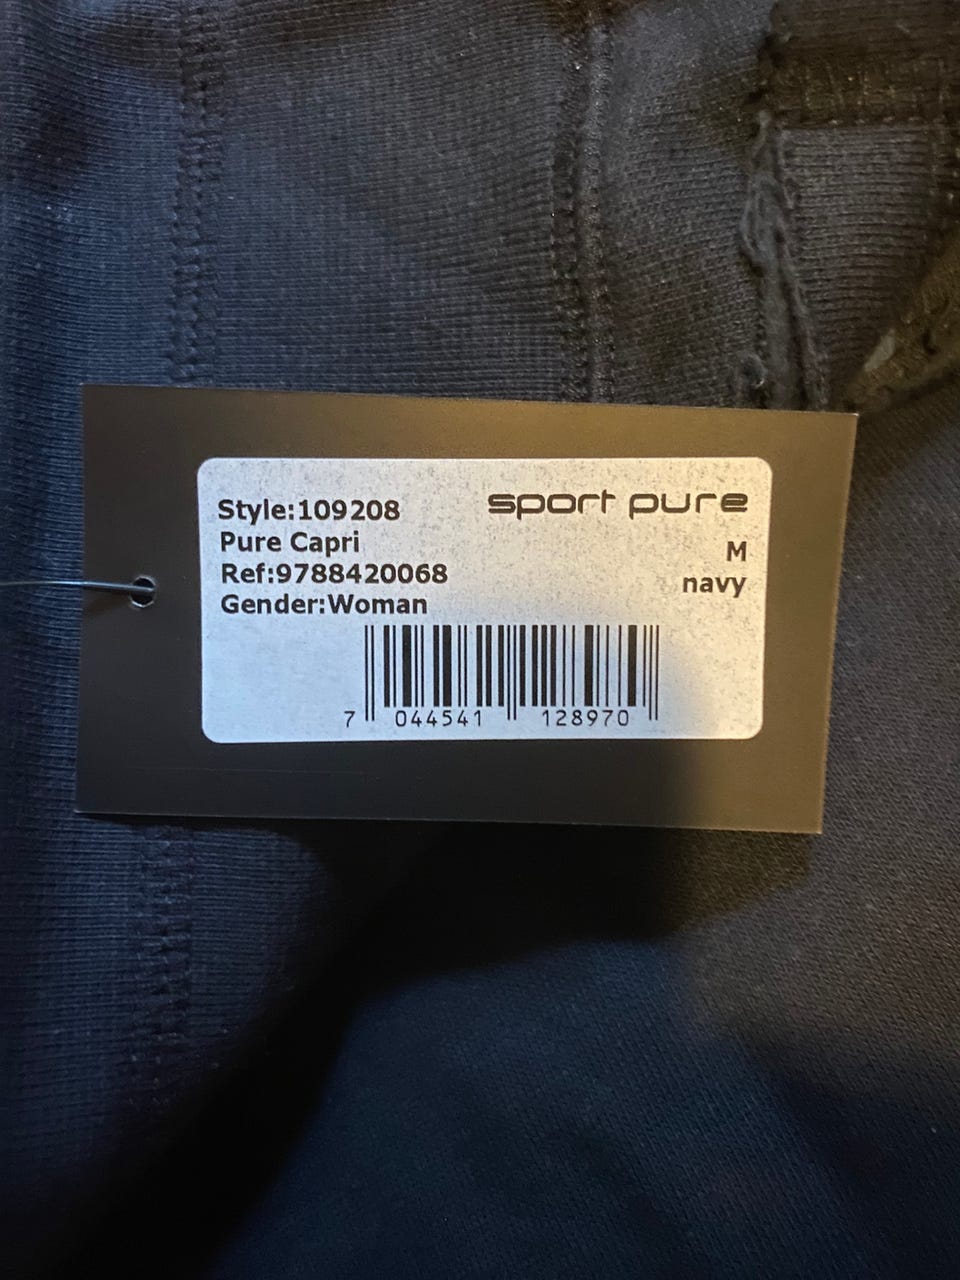 Style:109208
sport pure
Pure Capri
M
Ref:9788420068
navy
Gender:Woman
7 044541 128970